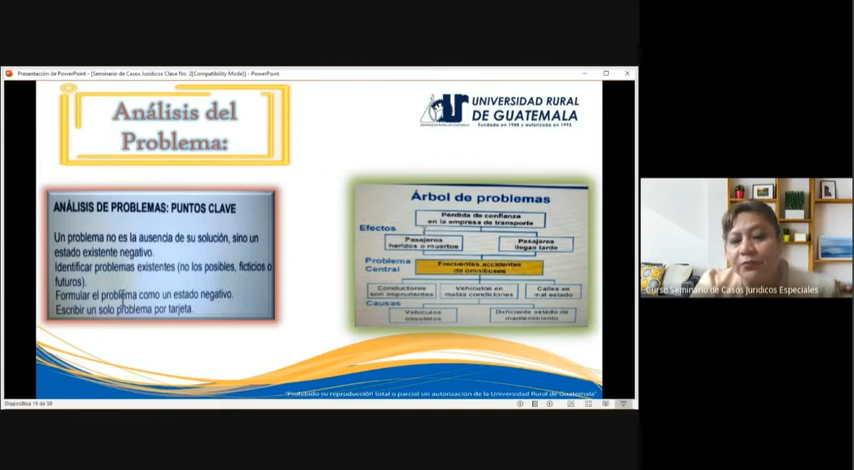 Presentación de PowerPoint - [Seminario de Casos Jurídicos Clase No. 2[Compatibility Mode]] - PowerPoint
Análisis del
Problema:
UNIVERSIDAD RURAL
DE GUATEMALA
Fundada en 1988 y autorizada en 1995
ANÁLISIS DE PROBLEMAS: PUNTOS CLAVE
Un problema no es la ausencia de su solución, sino un
estado existente negativo.
Identificar problemas existentes (no los posibles, ficticios o
futuros).
Formular el problema como un estado negativo.
Escribir un solo problema por tarjeta.
Árbol de problemas
Pérdida de confianza
en la empresa de transporte
Efectos
Pasajeros
heridos o muertos
Pasajeros
llegan tarde
Problema
Central
Frecuentes accidentes
de omnibuses
Conductores
son imprudentes
Vehículos en
malas condiciones
Calles en
mal estado
Causas
Vehículos
obsoletos
Deficiente estado de
mantenimiento
"Prohibido su reproducción total o parcial sin autorización de la Universidad Rural de Guatemala"
Diapositiva 19 de 38
Curso Seminario de Casos Jurídicos Especiales